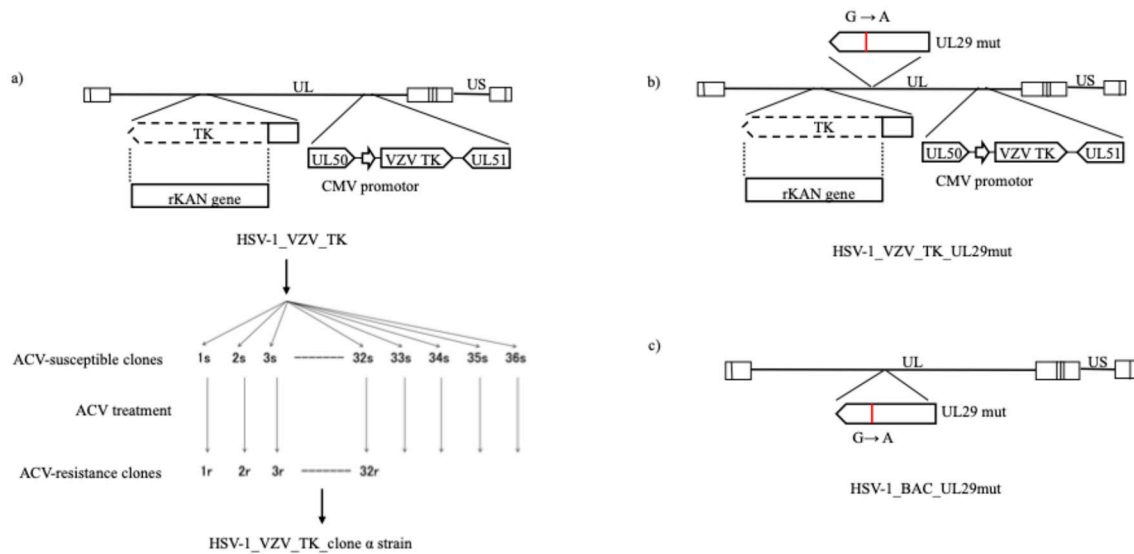 a)
UL
US
TK
UL50
VZV TK
UL51
CMV promotor
rKAN gene
HSV-1_VZV_TK
ACV-susceptible clones
1s 2s 3s ------- 32s 33s 34s 35s 36s
ACV treatment
ACV-resistance clones
1r 2r 3r ------- 32r
HSV-1_VZV_TK_clone α strain
b)
G → A
UL29 mut
UL
US
TK
UL50
VZV TK
UL51
CMV promotor
rKAN gene
HSV-1_VZV_TK_UL29mut
c)
UL
US
UL29 mut
G→ A
HSV-1_BAC_UL29mut